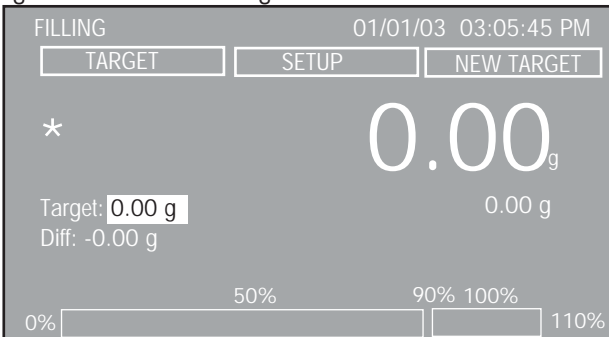 FILLING 01/01/03 03:05:45 PM
TARGET SETUP NEW TARGET
* 0.00 g
Target: 0.00 g 0.00 g
Diff: -0.00 g
50% 90% 100%
0% 110%